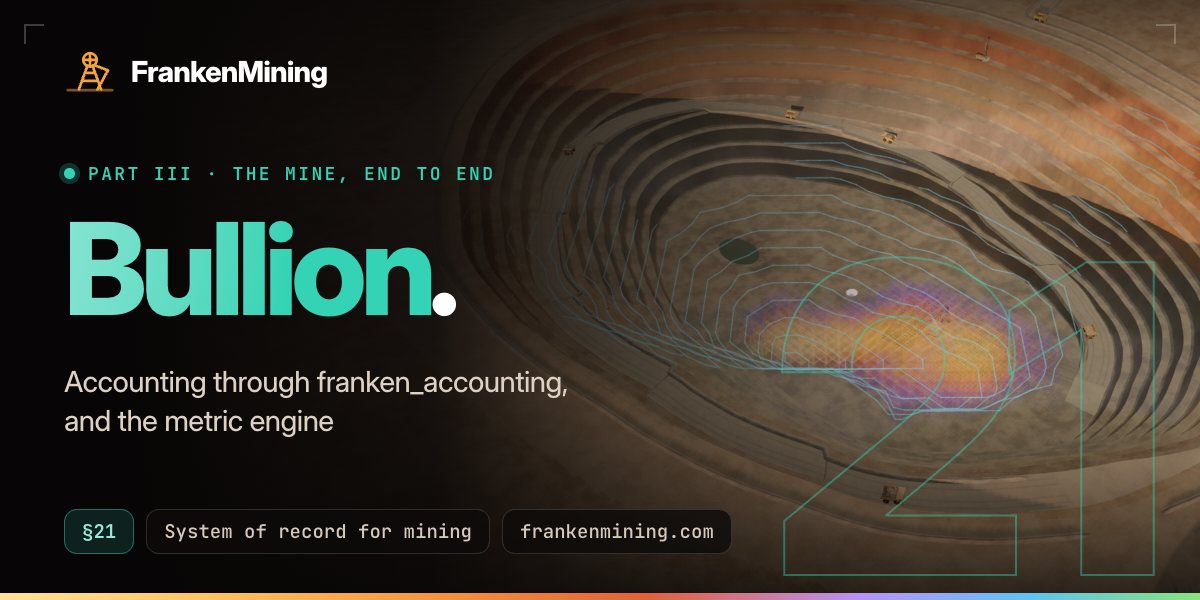 FrankenMining
PART III · THE MINE, END TO END
Bullion.
Accounting through franken_accounting,
and the metric engine
§21
System of record for mining
frankenmining.com
21